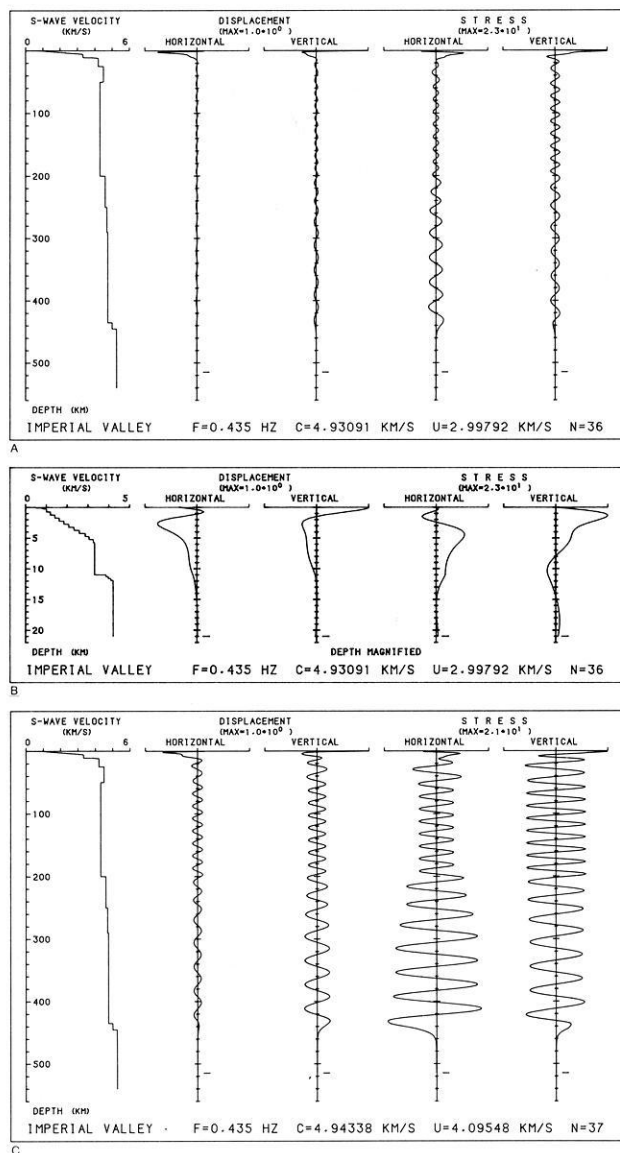 S-WAVE VELOCITY DISPLACEMENT S T R E S S
(KM/S) (MAX=1.0*10⁰ ) (MAX=2.3*10¹ )
0 6 HORIZONTAL VERTICAL HORIZONTAL VERTICAL
100
200
300
400
500
DEPTH (KM)
IMPERIAL VALLEY F=0.435 HZ C=4.93091 KM/S U=2.99792 KM/S N=36
A
S-WAVE VELOCITY DISPLACEMENT S T R E S S
(KM/S) (MAX=1.0*10⁰ ) (MAX=2.3*10¹ )
0 5 HORIZONTAL VERTICAL HORIZONTAL VERTICAL
5
10
15
20
DEPTH (KM) DEPTH MAGNIFIED
IMPERIAL VALLEY F=0.435 HZ C=4.93091 KM/S U=2.99792 KM/S N=36
B
S-WAVE VELOCITY DISPLACEMENT S T R E S S
(KM/S) (MAX=1.0*10⁰ ) (MAX=2.1*10¹ )
0 6 HORIZONTAL VERTICAL HORIZONTAL VERTICAL
100
200
300
400
500
DEPTH (KM)
IMPERIAL VALLEY F=0.435 HZ C=4.94338 KM/S U=4.09548 KM/S N=37
C